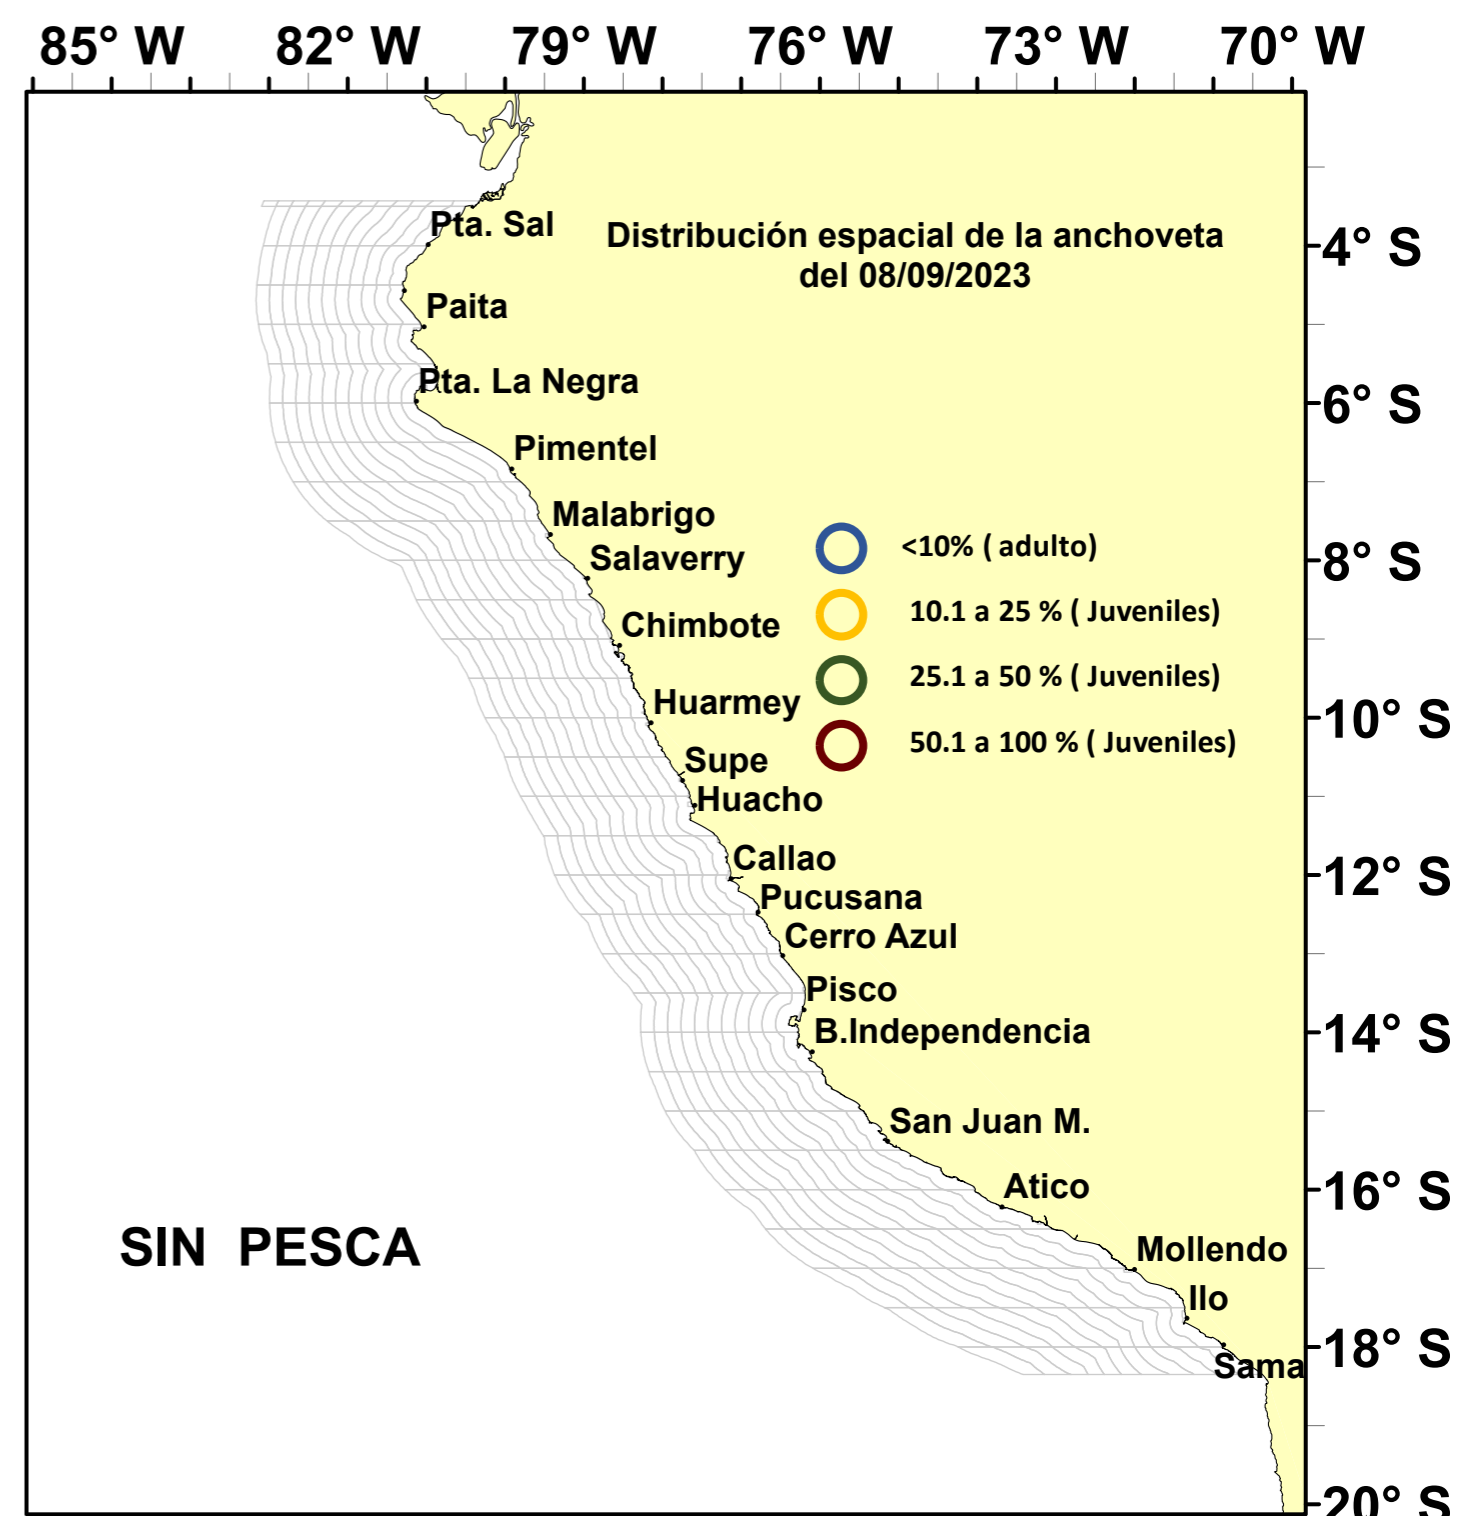 85° W 82° W 79° W 76° W 73° W 70° W
Pta. Sal
Distribución espacial de la anchoveta
del 08/09/2023
4° S
Paita
Pta. La Negra
6° S
Pimentel
Malabrigo
<10% ( adulto)
Salaverry
8° S
10.1 a 25 % ( Juveniles)
Chimbote
25.1 a 50 % ( Juveniles)
Huarmey
10° S
50.1 a 100 % ( Juveniles)
Supe
Huacho
Callao
12° S
Pucusana
Cerro Azul
Pisco
B.Independencia
14° S
San Juan M.
Atico
16° S
SIN PESCA
Mollendo
Ilo
18° S
Sama
20° S